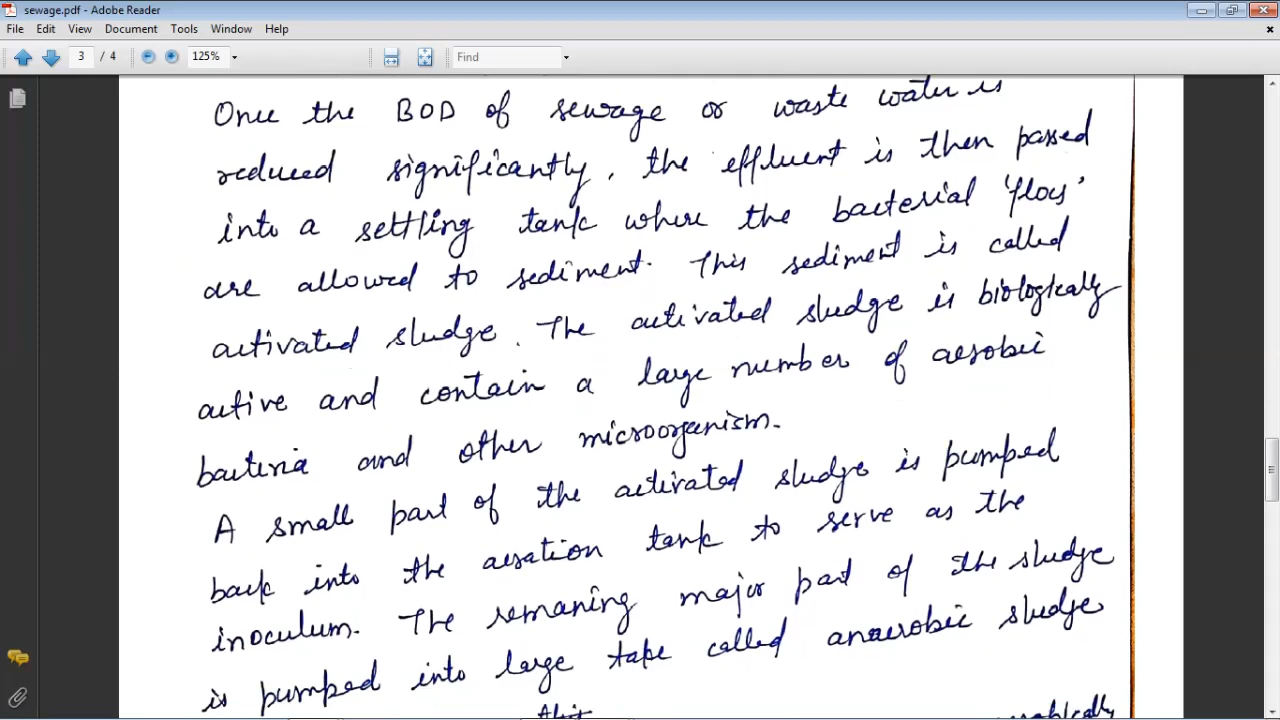 sewage.pdf - Adobe Reader
File Edit View Document Tools Window Help
3 / 4 125% Find
Once the BOD of sewage or waste water is
reduced significantly, the effluent is then passed
into a settling tank where the bacterial 'flocs'
are allowed to sediment. This sediment is called
activated sludge. The activated sludge is biologically
active and contain a large number of aerobic
bacteria and other microorganism.
A small part of the activated sludge is pumped
back into the aeration tank to serve as the
inoculum. The remaning major part of the sludge
is pumped into large take called anaerobic sludge